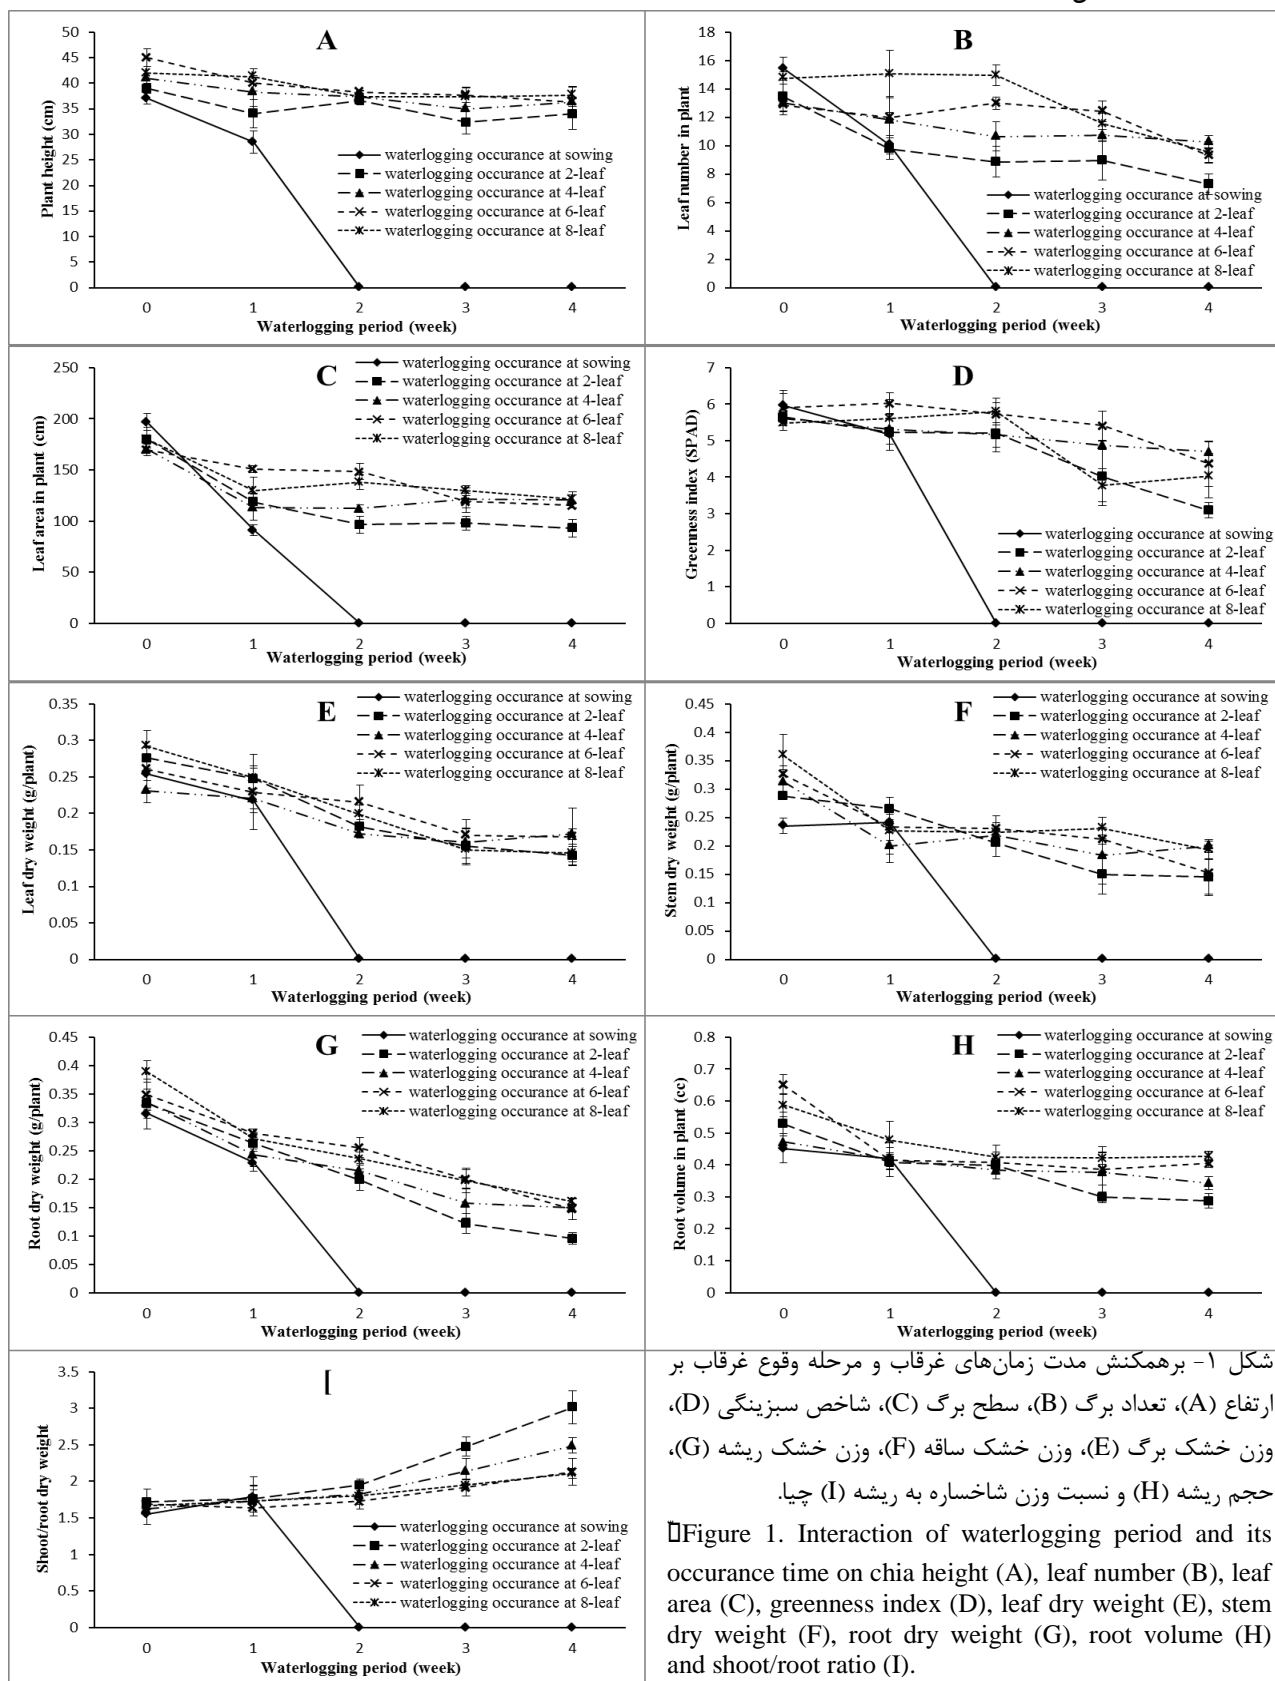 A
50
45
40
35
30
25
20
15
10
5
0
Plant height (cm)
waterlogging occurance at sowing
waterlogging occurance at 2-leaf
waterlogging occurance at 4-leaf
waterlogging occurance at 6-leaf
waterlogging occurance at 8-leaf
0 1 2 3 4
Waterlogging period (week)
B
18
16
14
12
10
8
6
4
2
0
Leaf number in plant
waterlogging occurance at sowing
waterlogging occurance at 2-leaf
waterlogging occurance at 4-leaf
waterlogging occurance at 6-leaf
waterlogging occurance at 8-leaf
0 1 2 3 4
Waterlogging period (week)
C
250
200
150
100
50
0
Leaf area in plant (cm)
waterlogging occurance at sowing
waterlogging occurance at 2-leaf
waterlogging occurance at 4-leaf
waterlogging occurance at 6-leaf
waterlogging occurance at 8-leaf
0 1 2 3 4
Waterlogging period (week)
D
7
6
5
4
3
2
1
0
Greenness index (SPAD)
waterlogging occurance at sowing
waterlogging occurance at 2-leaf
waterlogging occurance at 4-leaf
waterlogging occurance at 6-leaf
waterlogging occurance at 8-leaf
0 1 2 3 4
Waterlogging period (week)
E
0.35
0.3
0.25
0.2
0.15
0.1
0.05
0
Leaf dry weight (g/plant)
waterlogging occurance at sowing
waterlogging occurance at 2-leaf
waterlogging occurance at 4-leaf
waterlogging occurance at 6-leaf
waterlogging occurance at 8-leaf
0 1 2 3 4
Waterlogging period (week)
F
0.45
0.4
0.35
0.3
0.25
0.2
0.15
0.1
0.05
0
Stem dry weight (g/plant)
waterlogging occurance at sowing
waterlogging occurance at 2-leaf
waterlogging occurance at 4-leaf
waterlogging occurance at 6-leaf
waterlogging occurance at 8-leaf
0 1 2 3 4
Waterlogging period (week)
G
0.45
0.4
0.35
0.3
0.25
0.2
0.15
0.1
0.05
0
Root dry weight (g/plant)
waterlogging occurance at sowing
waterlogging occurance at 2-leaf
waterlogging occurance at 4-leaf
waterlogging occurance at 6-leaf
waterlogging occurance at 8-leaf
0 1 2 3 4
Waterlogging period (week)
H
0.8
0.7
0.6
0.5
0.4
0.3
0.2
0.1
0
Root volume in plant (cc)
waterlogging occurance at sowing
waterlogging occurance at 2-leaf
waterlogging occurance at 4-leaf
waterlogging occurance at 6-leaf
waterlogging occurance at 8-leaf
0 1 2 3 4
Waterlogging period (week)
[
3.5
3
2.5
2
1.5
1
0.5
0
Shoot/root dry weight
waterlogging occurance at sowing
waterlogging occurance at 2-leaf
waterlogging occurance at 4-leaf
waterlogging occurance at 6-leaf
waterlogging occurance at 8-leaf
0 1 2 3 4
Waterlogging period (week)
شکل ۱- برهمکنش مدت زمان‌های غرقاب و مرحله وقوع غرقاب بر
ارتفاع (A)، تعداد برگ (B)، سطح برگ (C)، شاخص سبزینگی (D)،
وزن خشک برگ (E)، وزن خشک ساقه (F)، وزن خشک ریشه (G)،
حجم ریشه (H) و نسبت وزن شاخساره به ریشه (I) چیا.
Figure 1. Interaction of waterlogging period and its
occurance time on chia height (A), leaf number (B), leaf
area (C), greenness index (D), leaf dry weight (E), stem
dry weight (F), root dry weight (G), root volume (H)
and shoot/root ratio (I).